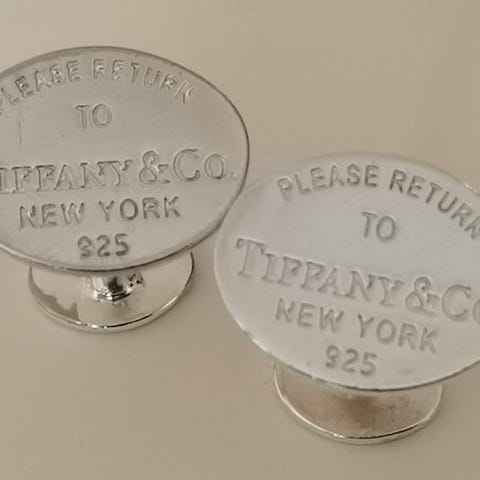 PLEASE RETURN
TO
TIFFANY & CO.
NEW YORK
925
PLEASE RETURN
TO
TIFFANY & CO
NEW YORK
925